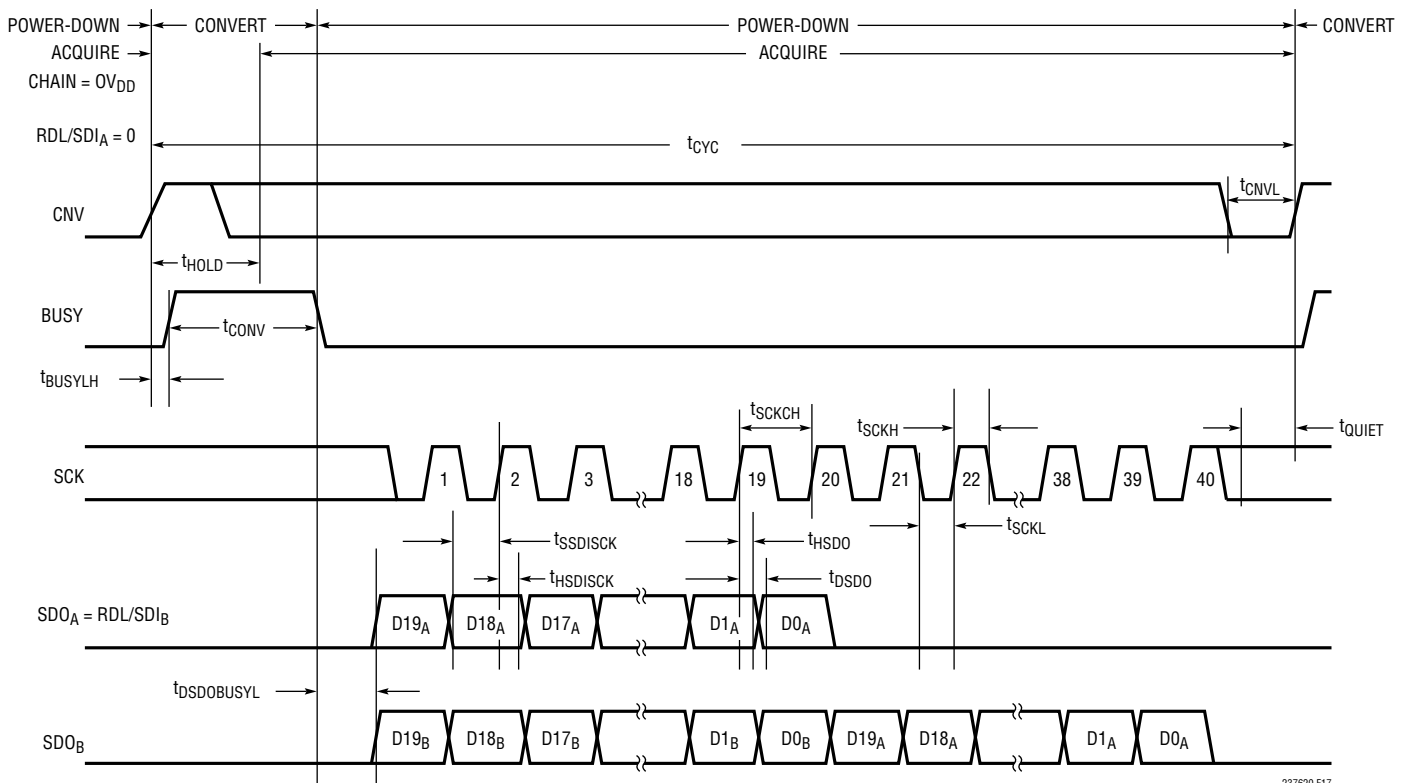 POWER-DOWN CONVERT POWER-DOWN CONVERT
ACQUIRE ACQUIRE
CHAIN = OVDD
RDL/SDIA = 0
tCYC
CNV
tCNVL
tHOLD
BUSY
tCONV
tBUSYLH
tSCKCH
tSCKH
tQUIET
SCK
1 2 3 18 19 20 21 22 38 39 40
tSSDISCK
tHSDO
tSCKL
tHSDISCK
tDSDO
SDOA = RDL/SDIB
D19A D18A D17A D1A D0A
tDSDOBUSYL
SDOB
D19B D18B D17B D1B D0B D19A D18A D1A D0A
237620 F17